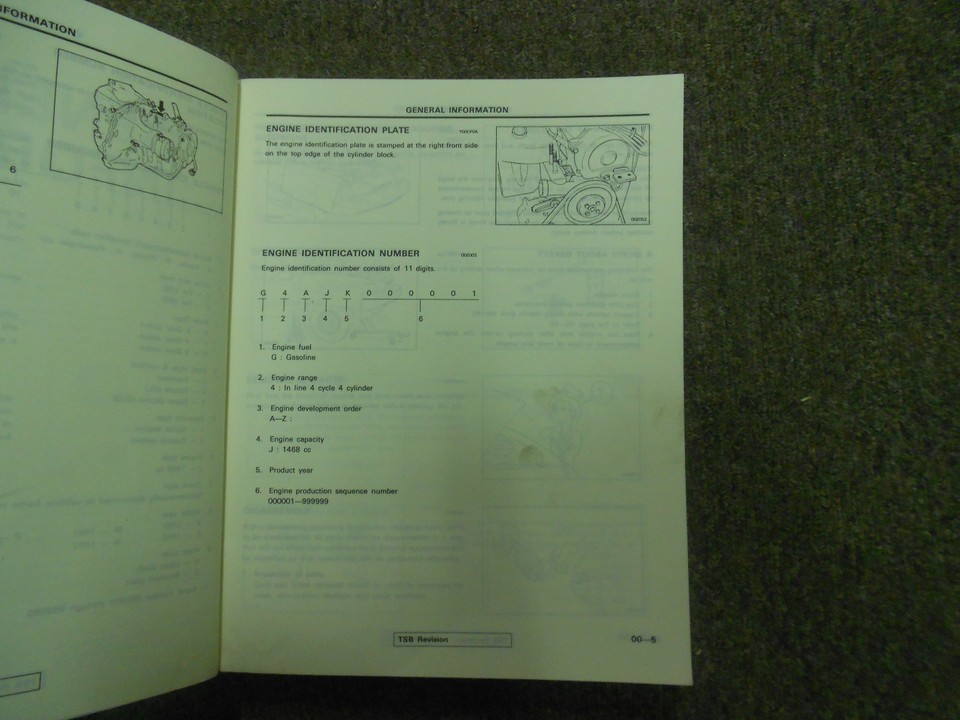 INFORMATION
6
GENERAL INFORMATION
ENGINE IDENTIFICATION PLATE
The engine identification plate is stamped at the right front side
on the top edge of the cylinder block.
ENGINE IDENTIFICATION NUMBER
Engine identification number consists of 11 digits.
G 4 A J K 0 0 0 0 0 1
1 2 3 4 5 6
1. Engine fuel
G : Gasoline
2. Engine range
4 : In line 4 cycle 4 cylinder
3. Engine development order
A—Z :
4. Engine capacity
J : 1468 cc
5. Product year
6. Engine production sequence number
000001—999999
TSB Revision
00—5